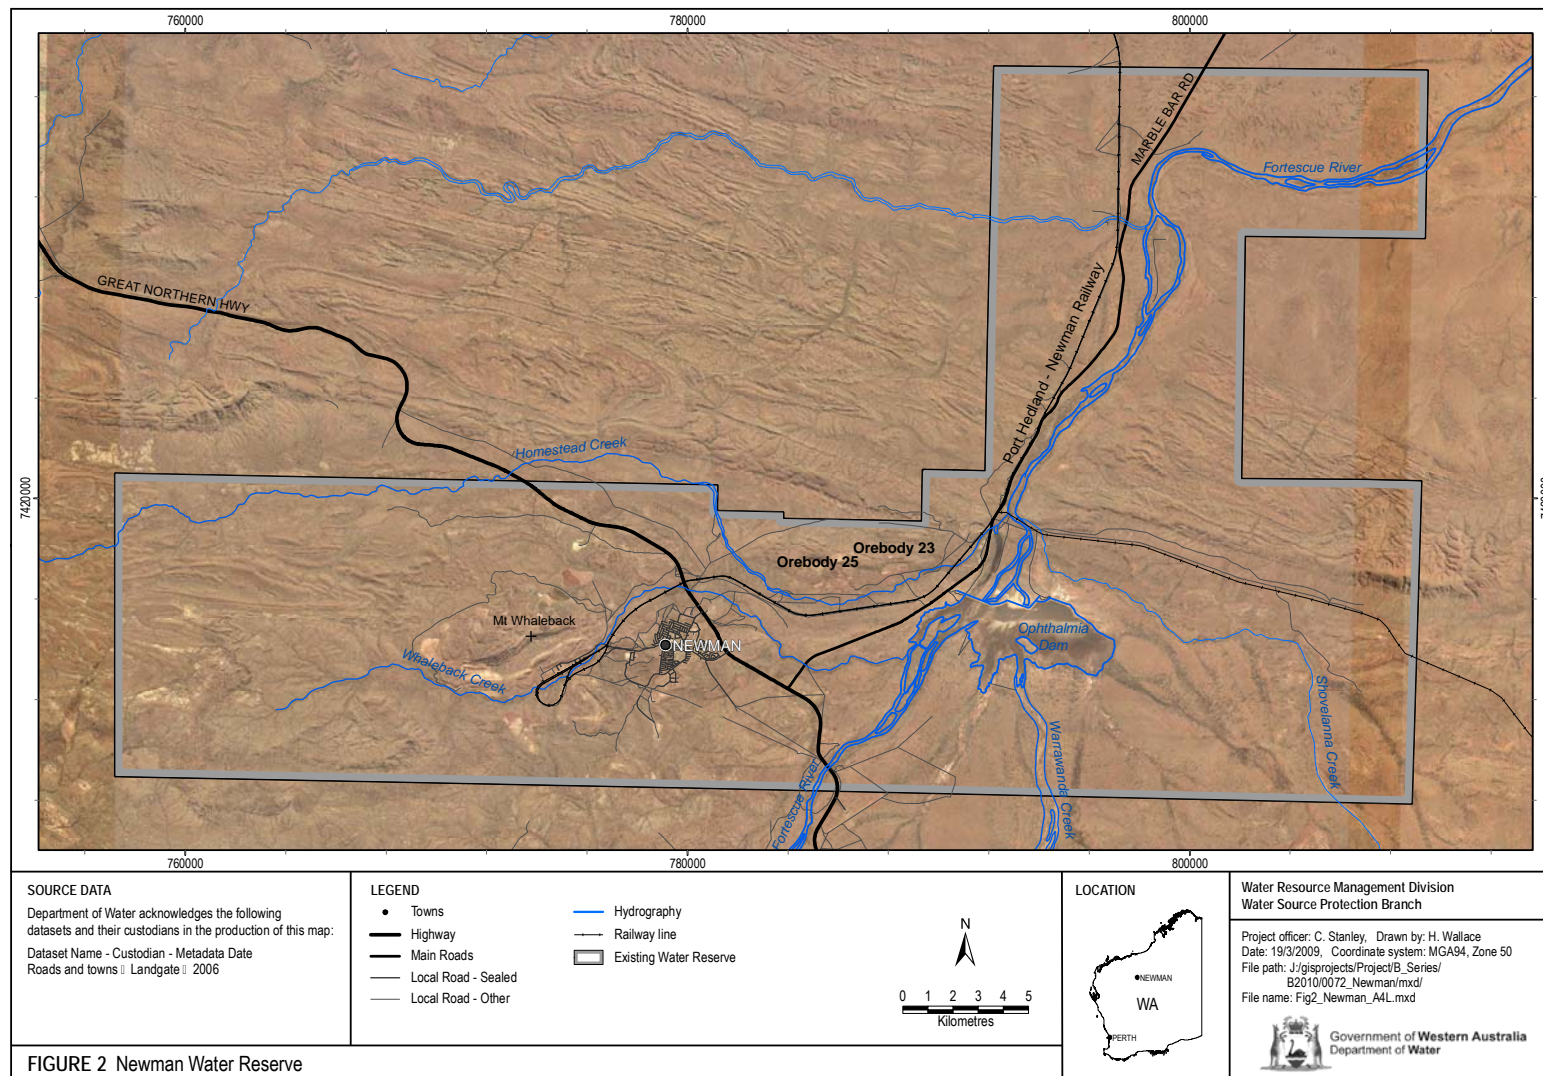 760000
780000
800000
7420000
7420000
MARBLE BAR RD
Fortescue River
GREAT NORTHERN HWY
Port Hedland - Newman Railway
Homestead Creek
Orebody 23
Orebody 25
Mt Whaleback
NEWMAN
Ophthalmia
Dam
Whaleback Creek
Shovelanna Creek
Warrawanda Creek
Fortescue River
760000
780000
800000
SOURCE DATA
Department of Water acknowledges the following
datasets and their custodians in the production of this map:
Dataset Name - Custodian - Metadata Date
Roads and towns Landgate 2006
LEGEND
Towns
Highway
Main Roads
Local Road - Sealed
Local Road - Other
Hydrography
Railway line
Existing Water Reserve
N
0 1 2 3 4 5
Kilometres
LOCATION
NEWMAN
WA
PERTH
Water Resource Management Division
Water Source Protection Branch
Project officer: C. Stanley, Drawn by: H. Wallace
Date: 19/3/2009, Coordinate system: MGA94, Zone 50
File path: J:/gisprojects/Project/B_Series/
B2010/0072_Newman/mxd/
File name: Fig2_Newman_A4L.mxd
Government of Western Australia
Department of Water
FIGURE 2 Newman Water Reserve